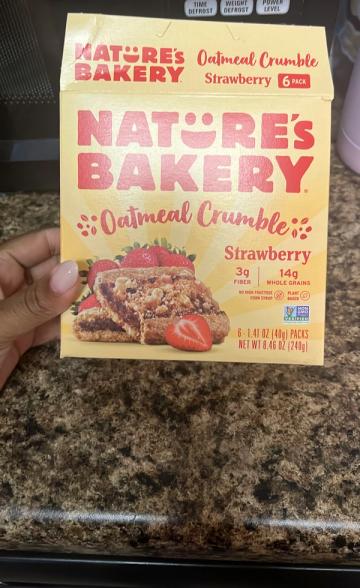 TIME DEFROST
WEIGHT DEFROST
POWER LEVEL
NATURE'S BAKERY
Oatmeal Crumble
Strawberry 6 PACK
NATURE'S
BAKERY®
Oatmeal Crumble
Strawberry
3g FIBER
14g WHOLE GRAINS
NO HIGH FRUCTOSE CORN SYRUP
PLANT BASED
NON GMO
6 - 1.41 OZ (40g) PACKS
NET WT 8.46 OZ (240g)